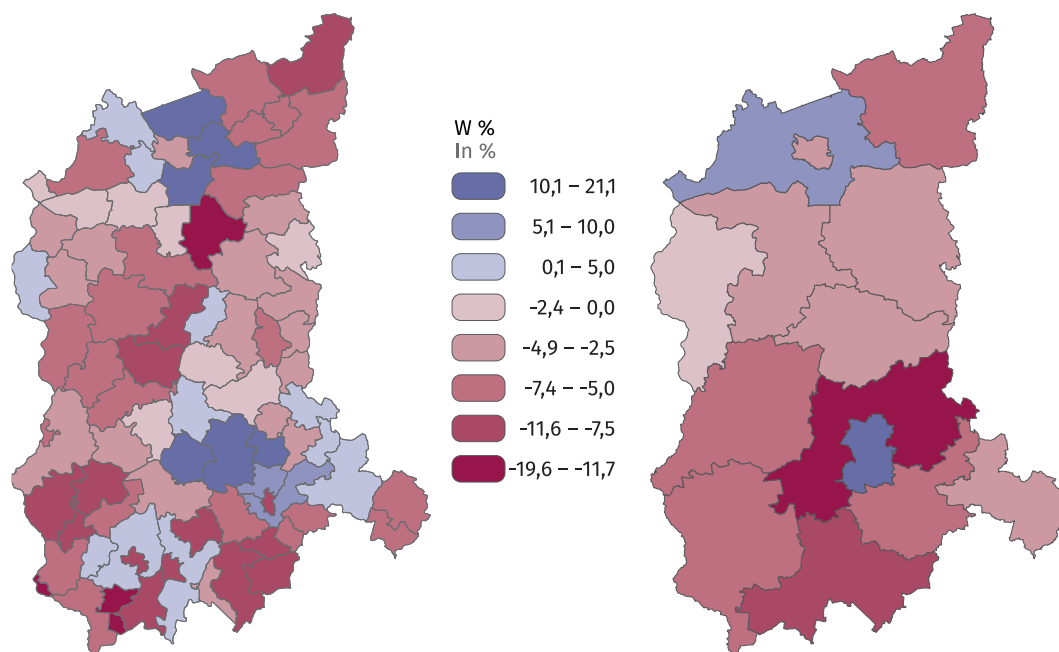 W %
In %
10,1 – 21,1
5,1 – 10,0
0,1 – 5,0
-2,4 – 0,0
-4,9 – -2,5
-7,4 – -5,0
-11,6 – -7,5
-19,6 – -11,7